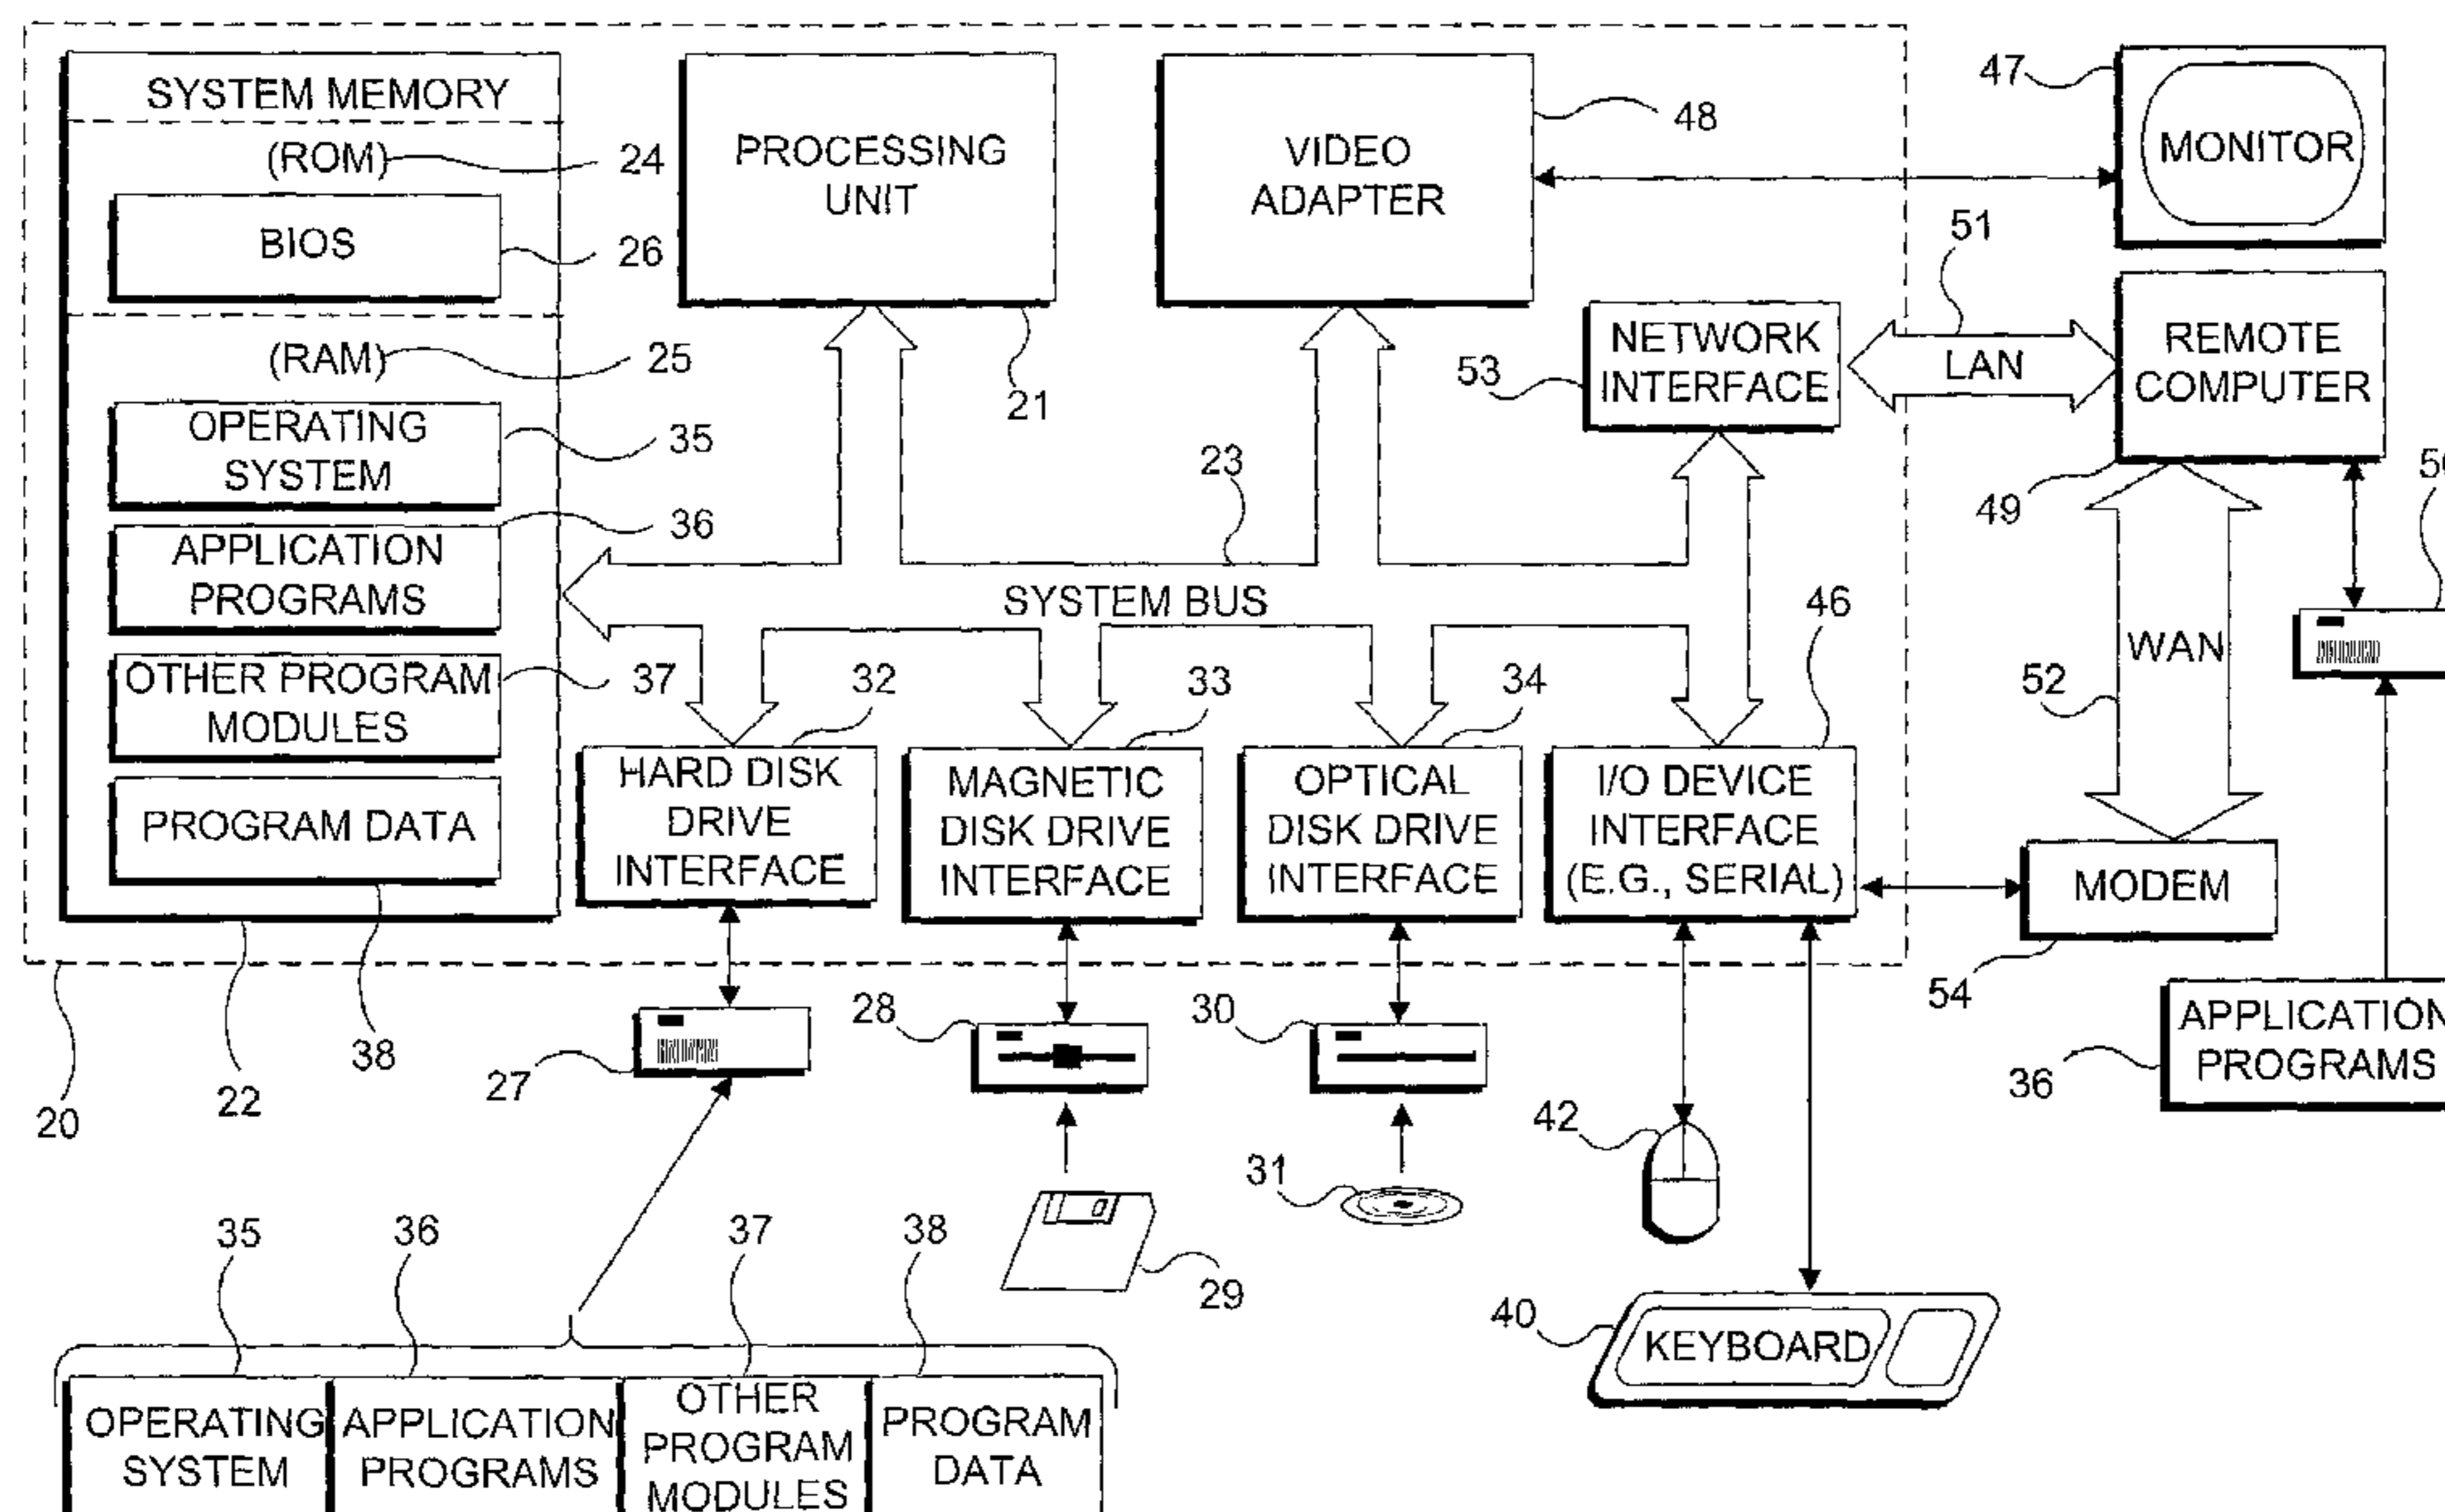 SYSTEM MEMORY
(ROM)
24
BIOS
26
(RAM)
25
OPERATING
SYSTEM
35
APPLICATION
PROGRAMS
36
OTHER PROGRAM
MODULES
37
PROGRAM DATA
38
22
20
PROCESSING
UNIT
21
VIDEO
ADAPTER
48
47
MONITOR
51
NETWORK
INTERFACE
53
LAN
REMOTE
COMPUTER
49
23
SYSTEM BUS
46
WAN
52
32
HARD DISK
DRIVE
INTERFACE
33
MAGNETIC
DISK DRIVE
INTERFACE
34
OPTICAL
DISK DRIVE
INTERFACE
I/O DEVICE
INTERFACE
(E.G., SERIAL)
MODEM
54
27
28
30
42
31
29
40
KEYBOARD
APPLICATION
PROGRAMS
36
35
36
37
38
OPERATING
SYSTEM
APPLICATION
PROGRAMS
OTHER
PROGRAM
MODULES
PROGRAM
DATA